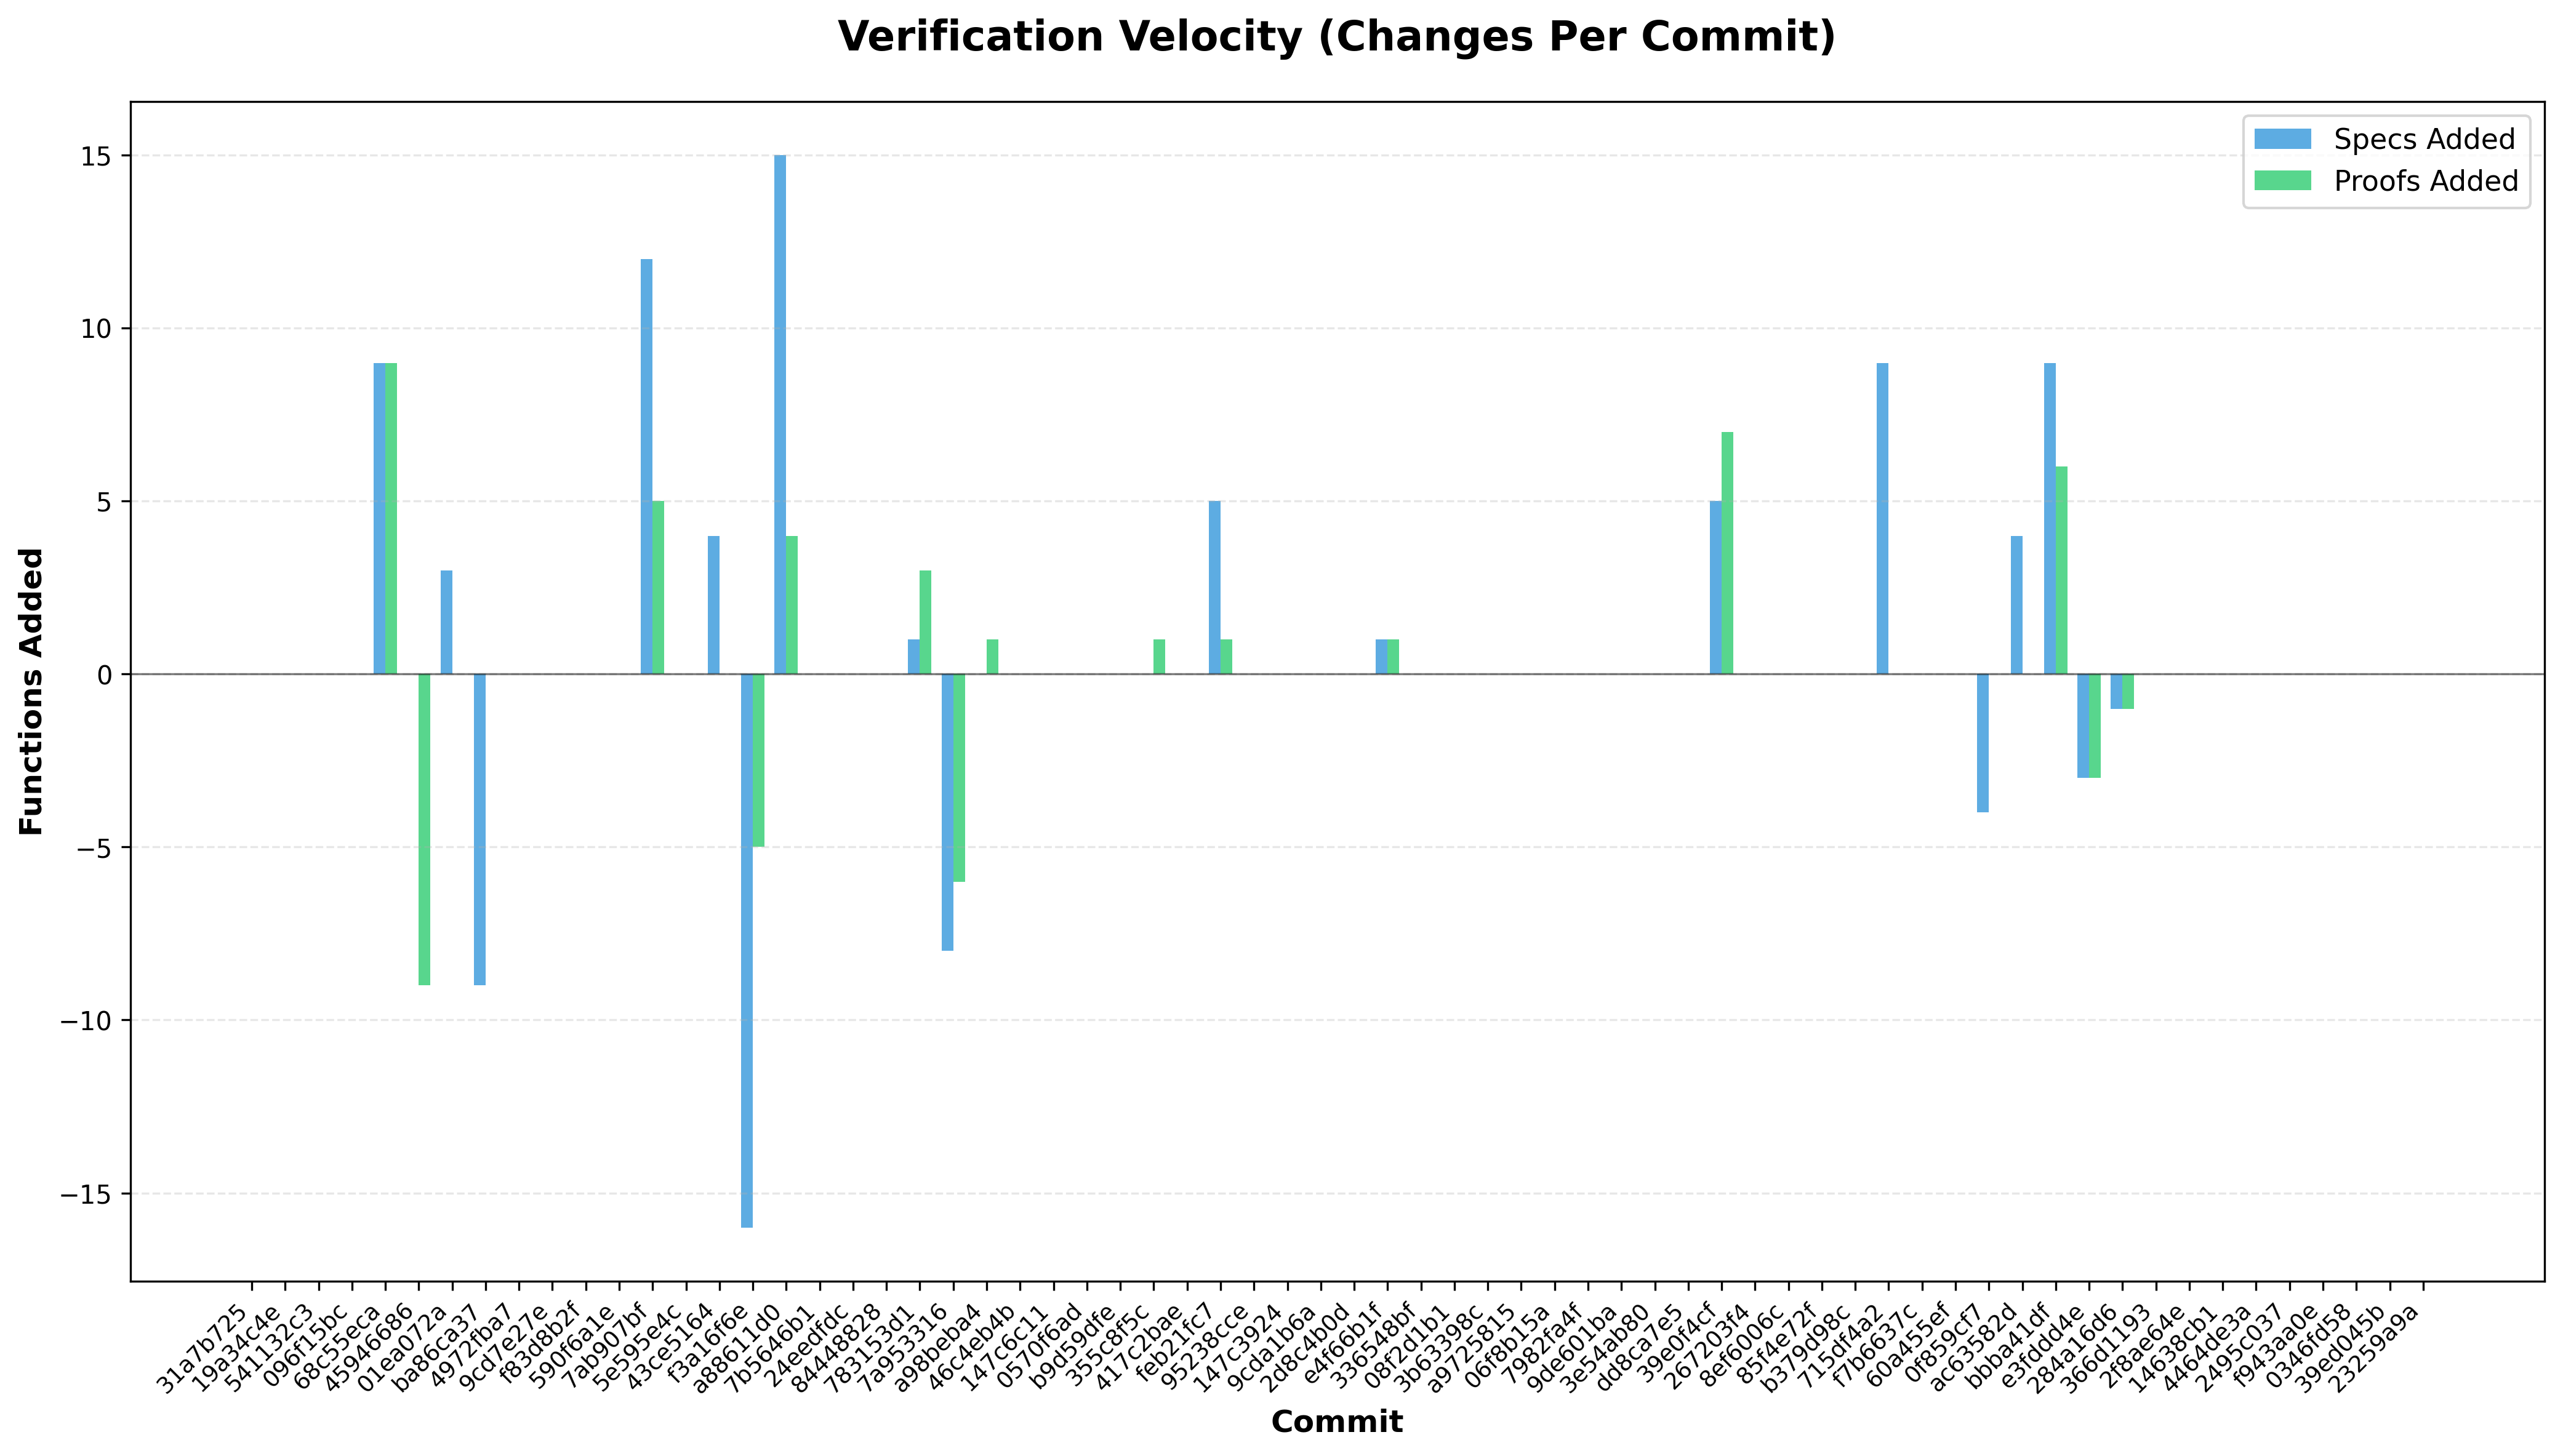 Verification Velocity (Changes Per Commit)
Specs Added
Proofs Added
15
10
5
0
−5
−10
−15
Functions Added
31a7b725
19a34c4e
541132c3
096f15bc
68c55eca
45946686
01ea072a
ba86ca37
4972fba7
9cd7e27e
f83d8b2f
590f6a1e
7ab907bf
5e595e4c
43ce5164
f3a16f6e
a88611d0
7b5646b1
24eedfdc
84448828
783153d1
7a953316
a98beba4
46c4eb4b
147c6c11
0570f6ad
b9d59dfe
355c8f5c
417c2bae
feb21fc7
95238cce
147c3924
9cda1b6a
2d8c4b0d
e4f66b1f
336548bf
08f2d1b1
3b63398c
a9725815
06f8b15a
7982fa4f
9de601ba
3e54ab80
dd8ca7e5
39e0f4cf
267203f4
8ef6006c
85f4e72f
b379d98c
715df4a2
f7b6637c
60a455ef
0f859cf7
ac63582d
bbba41df
e3fddd4e
284a16d6
366d1193
2f8ae64e
14638cb1
4464de3a
2495c037
f943aa0e
0346fd58
39ed045b
23259a9a
Commit